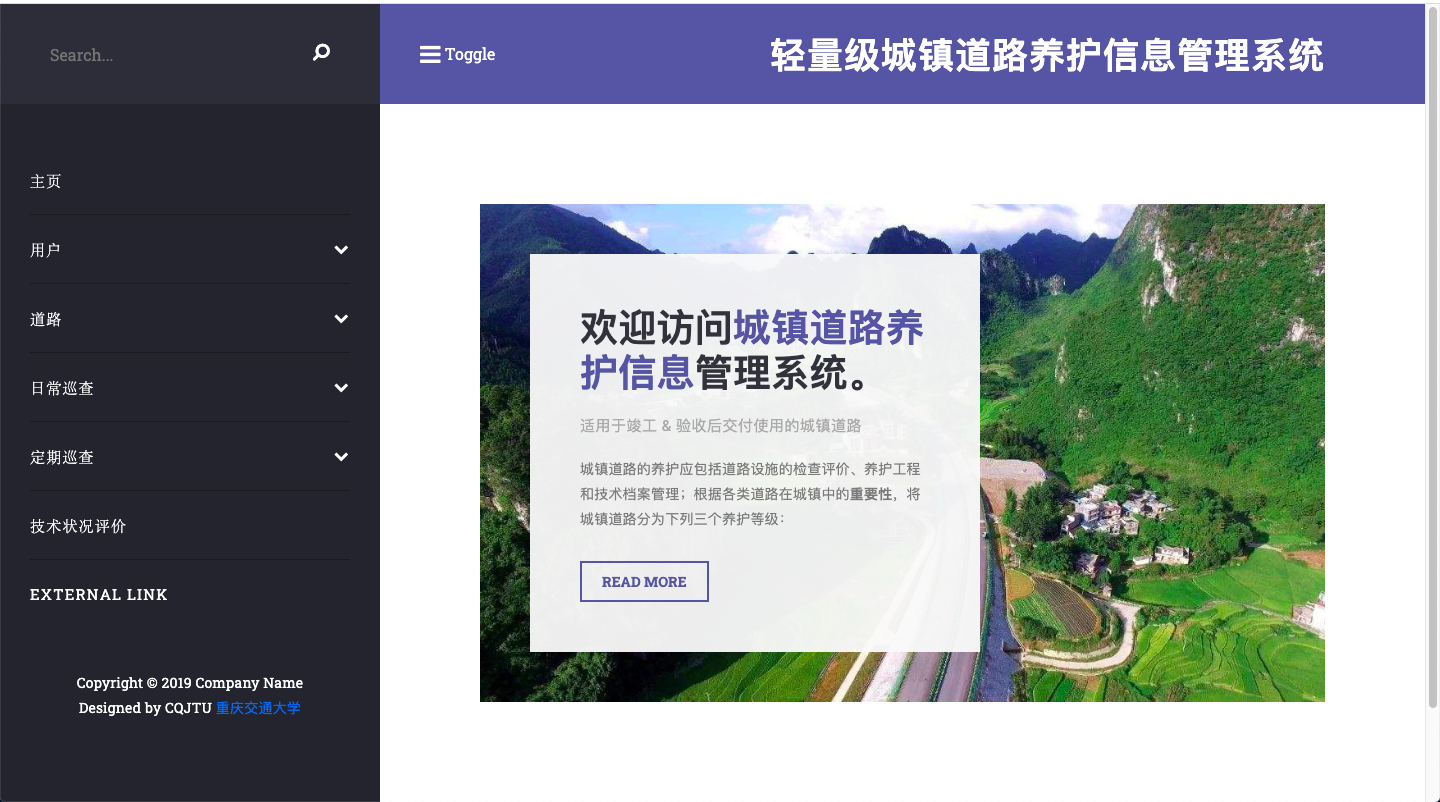 Search...
主页
用户
道路
日常巡查
定期巡查
技术状况评价
EXTERNAL LINK
Copyright © 2019 Company Name
Designed by CQJTU 重庆交通大学
Toggle
轻量级城镇道路养护信息管理系统
欢迎访问城镇道路养
护信息管理系统。
适用于竣工 & 验收后交付使用的城镇道路
城镇道路的养护应包括道路设施的检查评价、养护工程
和技术档案管理；根据各类道路在城镇中的重要性，将
城镇道路分为下列三个养护等级：
READ MORE